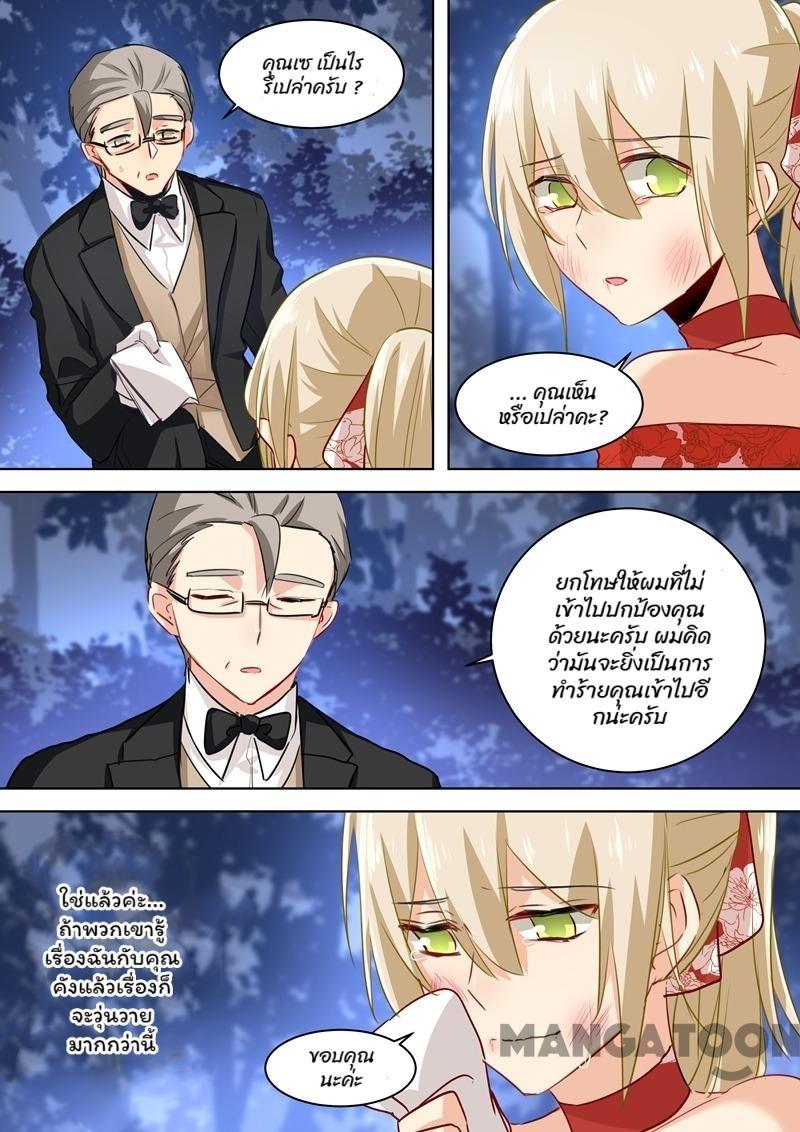 คุณเซ เป็นไร
รึเปล่าครับ ?
... คุณเห็น
หรือเปล่าคะ?
ยกโทษให้ผมที่ไม่
เข้าไปปกป้องคุณ
ด้วยนะครับ ผมคิด
ว่ามันจะยิ่งเป็นการ
ทำร้ายคุณเข้าไปอี
กน่ะครับ
ใช่แล้วค่ะ...
ถ้าพวกเขารู้
เรื่องฉันกับคุณ
คังแล้วเรื่องก็
จะวุ่นวาย
มากกว่านี้
ขอบคุณ
นะค่ะ
MANGATOON